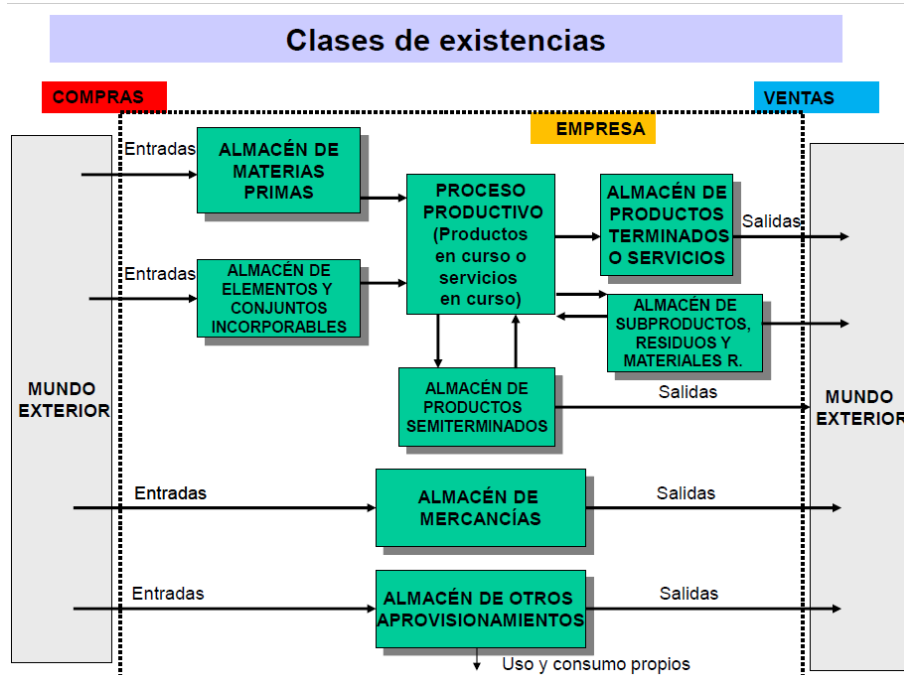 Clases de existencias
COMPRAS
VENTAS
EMPRESA
Entradas
ALMACÉN DE
MATERIAS
PRIMAS
PROCESO
PRODUCTIVO
(Productos
en curso o
servicios
en curso)
ALMACÉN DE
PRODUCTOS
TERMINADOS
O SERVICIOS
Salidas
Entradas
ALMACÉN DE
ELEMENTOS Y
CONJUNTOS
INCORPORABLES
ALMACÉN DE
SUBPRODUCTOS,
RESIDUOS Y
MATERIALES R.
MUNDO
EXTERIOR
ALMACÉN DE
PRODUCTOS
SEMITERMINADOS
Salidas
MUNDO
EXTERIOR
Entradas
ALMACÉN DE
MERCANCÍAS
Salidas
Entradas
ALMACÉN DE OTROS
APROVISIONAMIENTOS
Salidas
Uso y consumo propios